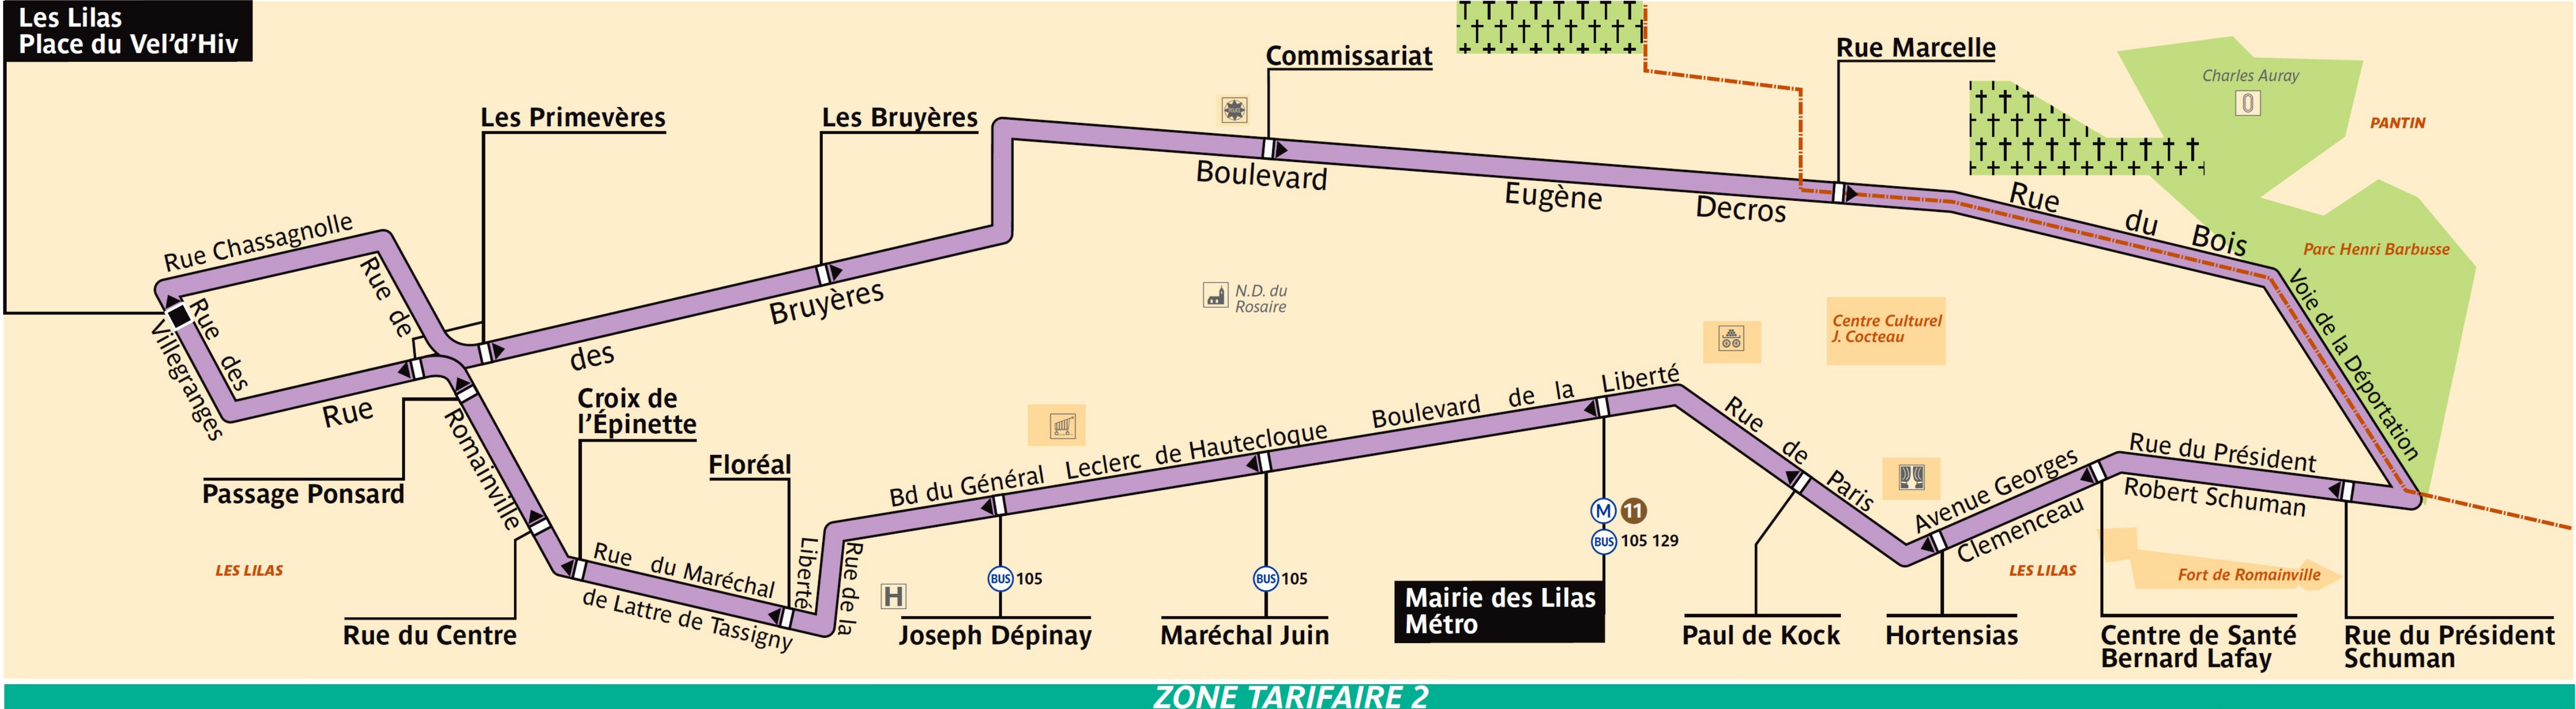 Les Lilas
Place du Vel'd'Hiv
Les Primevères
Les Bruyères
Commissariat
Rue Marcelle
Charles Auray
PANTIN
Parc Henri Barbusse
Rue Chassagnolle
Rue de
Romainville
Rue des
Villegranges
Rue
des
Bruyères
Boulevard
Eugène
Decros
Rue
du
Bois
Voie de la Déportation
N.D. du
Rosaire
Centre Culturel
J. Cocteau
Croix de
l'Épinette
Floréal
Passage Ponsard
LES LILAS
Rue du Centre
Rue du Maréchal
de Lattre de Tassigny
Rue de la
Liberté
H
Bd du Général Leclerc de Hautecloque
Boulevard de la Liberté
Rue de Paris
Avenue Georges
Clemenceau
Rue du Président
Robert Schuman
BUS 105
Joseph Dépinay
BUS 105
Maréchal Juin
M 11
BUS 105 129
Mairie des Lilas
Métro
Paul de Kock
Hortensias
LES LILAS
Fort de Romainville
Centre de Santé
Bernard Lafay
Rue du Président
Schuman
ZONE TARIFAIRE 2